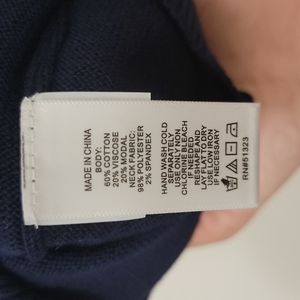 MADE IN CHINA
BODY:
60% COTTON
20% VISCOSE
20% MODAL
NECK FABRIC:
98% POLYESTER
2% SPANDEX
HAND WASH COLD
SEPARATELY
USE ONLY NON
CHLORINE BLEACH
IF NEEDED
RESHAPE AND
LAY FLAT TO DRY
USE LOW IRON
IF NECESSARY
RN#51323